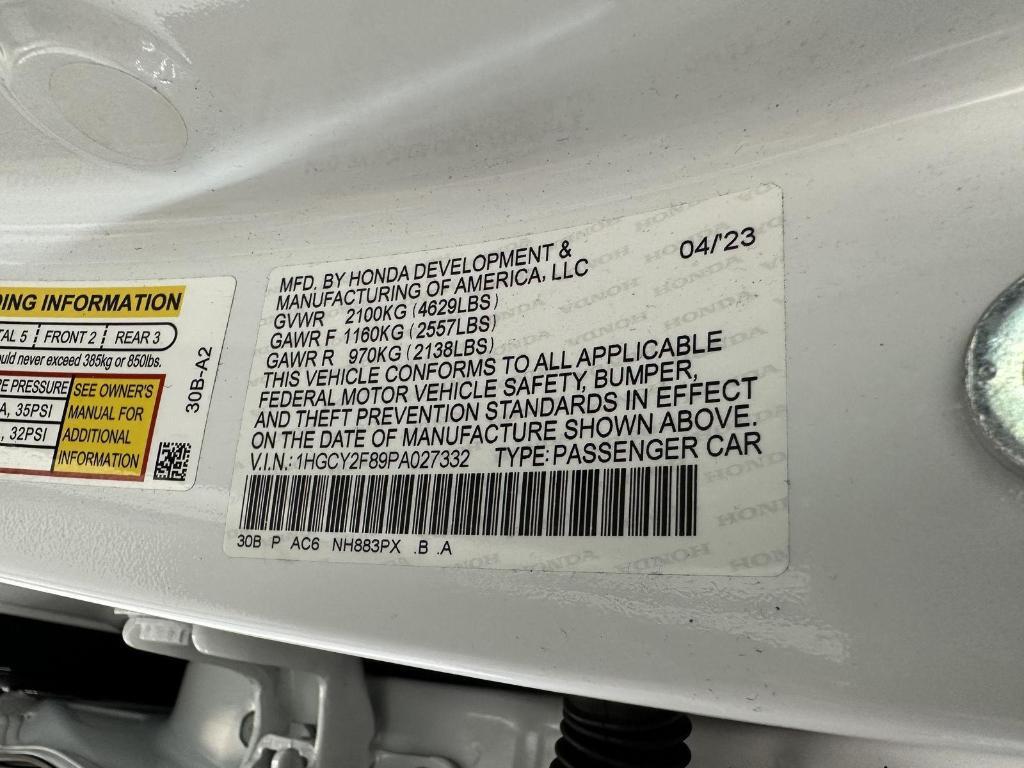 DING INFORMATION
TAL 5 FRONT 2 REAR 3
ould never exceed 385kg or 850lbs.
RE PRESSURE
A, 35PSI
, 32PSI
SEE OWNER'S
MANUAL FOR
ADDITIONAL
INFORMATION
30B-A2
MFD. BY HONDA DEVELOPMENT &
MANUFACTURING OF AMERICA, LLC
04/'23
GVWR 2100KG (4629LBS)
GAWR F 1160KG (2557LBS)
GAWR R 970KG (2138LBS)
THIS VEHICLE CONFORMS TO ALL APPLICABLE
FEDERAL MOTOR VEHICLE SAFETY, BUMPER,
AND THEFT PREVENTION STANDARDS IN EFFECT
ON THE DATE OF MANUFACTURE SHOWN ABOVE.
V.I.N.: 1HGCY2F89PA027332 TYPE: PASSENGER CAR
30B P AC6 NH883PX .B .A